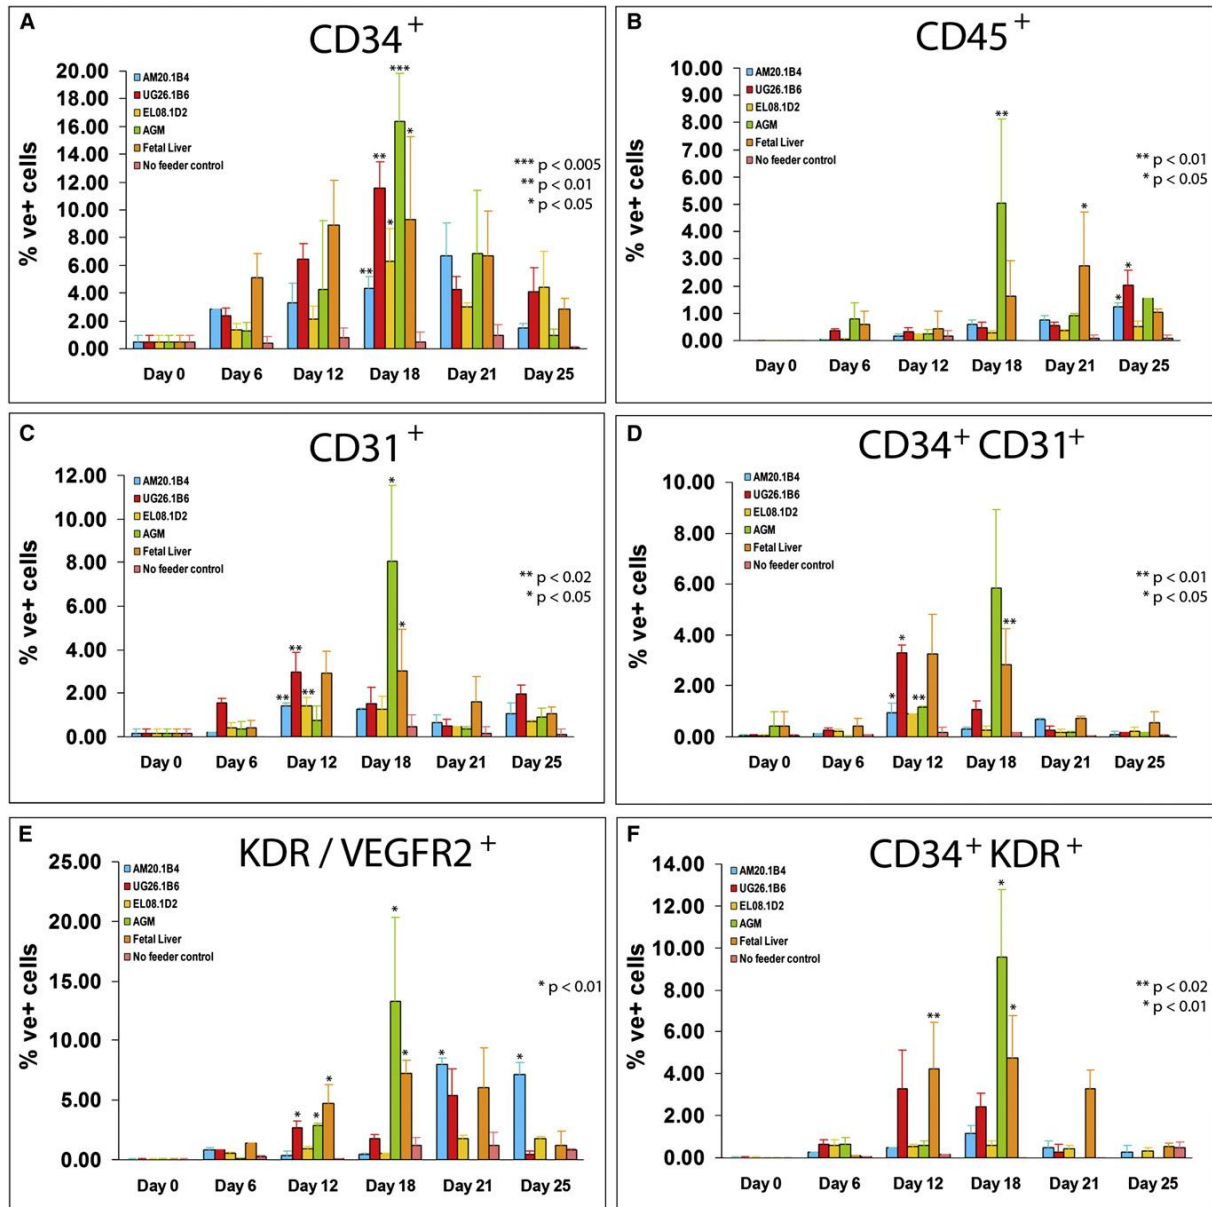 A
CD34+
20.00
18.00
16.00
14.00
12.00
10.00
8.00
6.00
4.00
2.00
0.00
% ve+ cells
AM20.1B4
UG26.1B6
EL08.1D2
AGM
Fetal Liver
No feeder control
*** p < 0.005
** p < 0.01
* p < 0.05
** * *** *
**
Day 0 Day 6 Day 12 Day 18 Day 21 Day 25
B
CD45+
10.00
9.00
8.00
7.00
6.00
5.00
4.00
3.00
2.00
1.00
0.00
% ve+ cells
AM20.1B4
UG26.1B6
EL08.1D2
AGM
Fetal Liver
No feeder control
** p < 0.01
* p < 0.05
** * * *
Day 0 Day 6 Day 12 Day 18 Day 21 Day 25
C
CD31+
12.00
10.00
8.00
6.00
4.00
2.00
0.00
% ve+ cells
AM20.1B4
UG26.1B6
EL08.1D2
AGM
Fetal Liver
No feeder control
** p < 0.02
* p < 0.05
** ** ** * *
Day 0 Day 6 Day 12 Day 18 Day 21 Day 25
D
CD34+ CD31+
10.00
8.00
6.00
4.00
2.00
0.00
% ve+ cells
AM20.1B4
UG26.1B6
EL08.1D2
AGM
Fetal Liver
No feeder control
** p < 0.01
* p < 0.05
* * ** **
Day 0 Day 6 Day 12 Day 18 Day 21 Day 25
E
KDR / VEGFR2+
25.00
20.00
15.00
10.00
5.00
0.00
% ve+ cells
AM20.1B4
UG26.1B6
EL08.1D2
AGM
Fetal Liver
No feeder control
* p < 0.01
* * * * * * *
Day 0 Day 6 Day 12 Day 18 Day 21 Day 25
F
CD34+ KDR+
14.00
12.00
10.00
8.00
6.00
4.00
2.00
0.00
% ve+ cells
AM20.1B4
UG26.1B6
EL08.1D2
AGM
Fetal Liver
No feeder control
** p < 0.02
* p < 0.01
** * *
Day 0 Day 6 Day 12 Day 18 Day 21 Day 25